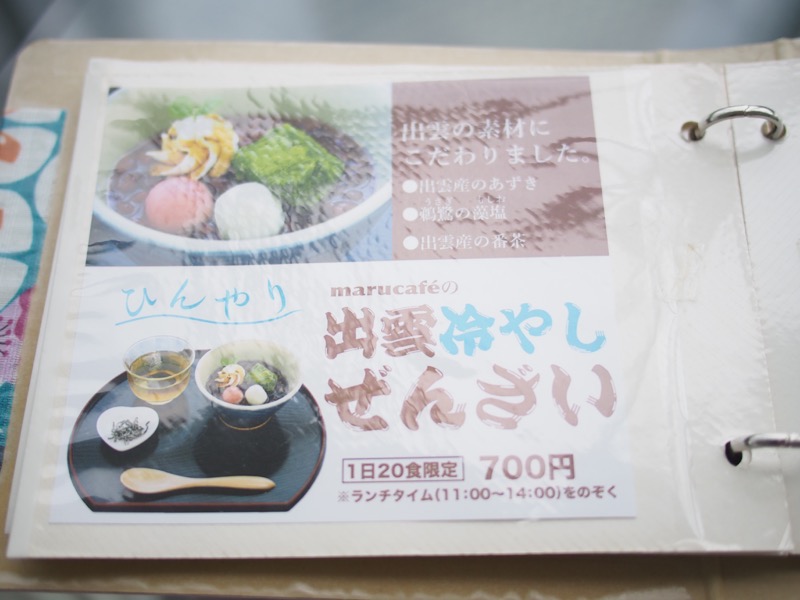 出雲の素材に
こだわりました。
●出雲産のあずき
●鵜鷺の藻塩
●出雲産の番茶
ひんやり
marucaféの
出雲冷やし
ぜんざい
1日20食限定 700円
※ランチタイム(11:00〜14:00)をのぞく